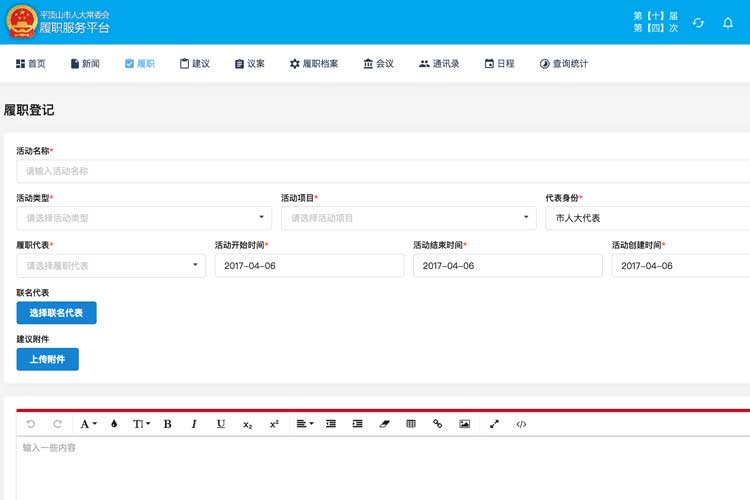 平顶山市人大常委会
履职服务平台
第【十】届
第【四】次
首页 新闻 履职 建议 议案 履职档案 会议 通讯录 日程 查询统计
履职登记
活动名称*
请输入活动名称
活动类型* 活动项目* 代表身份*
请选择活动类型 请选择活动项目 市人大代表
履职代表* 活动开始时间* 活动结束时间* 活动创建时间*
请选择履职代表 2017-04-06 2017-04-06 2017-04-06
联名代表
选择联名代表
建议附件
上传附件
A TI B I U x₂ x²
输入一些内容